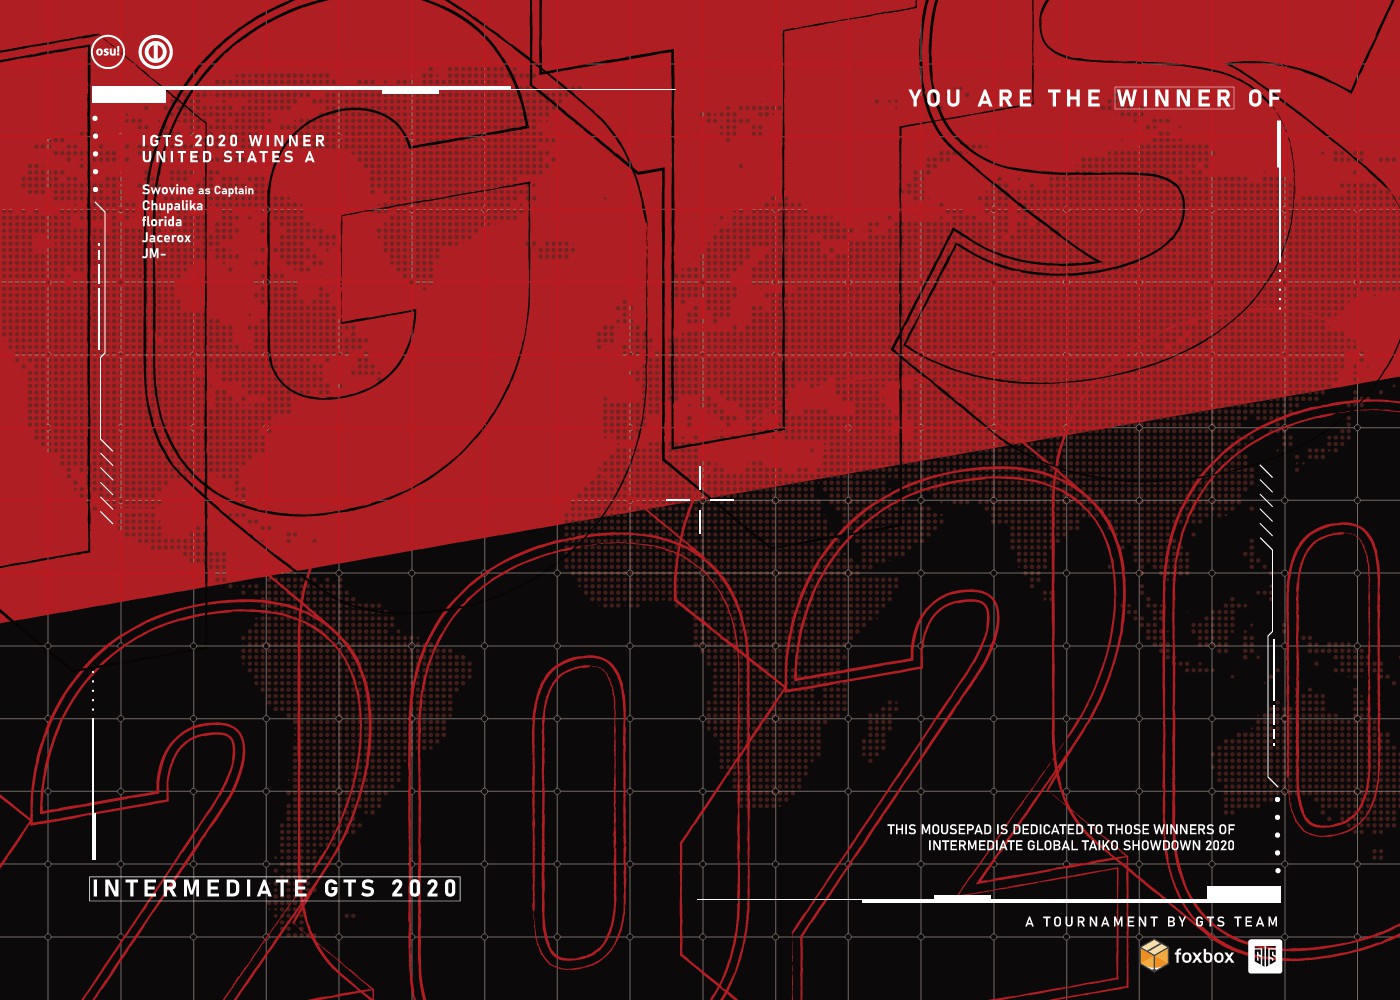 osu!
IGTS 2020 WINNER
UNITED STATES A
Swovine as Captain
Chupalika
florida
Jacerox
JM-
YOU ARE THE WINNER OF
IGTS
2020
THIS MOUSEPAD IS DEDICATED TO THOSE WINNERS OF
INTERMEDIATE GLOBAL TAIKO SHOWDOWN 2020
INTERMEDIATE GTS 2020
A TOURNAMENT BY GTS TEAM
foxbox
GTS